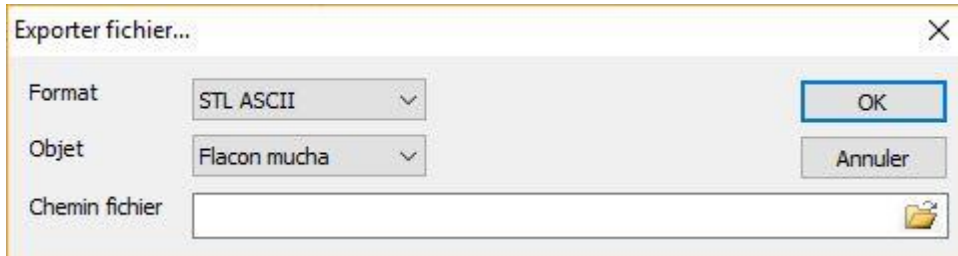 Exporter fichier...
Format STL ASCII OK
Objet Flacon mucha Annuler
Chemin fichier